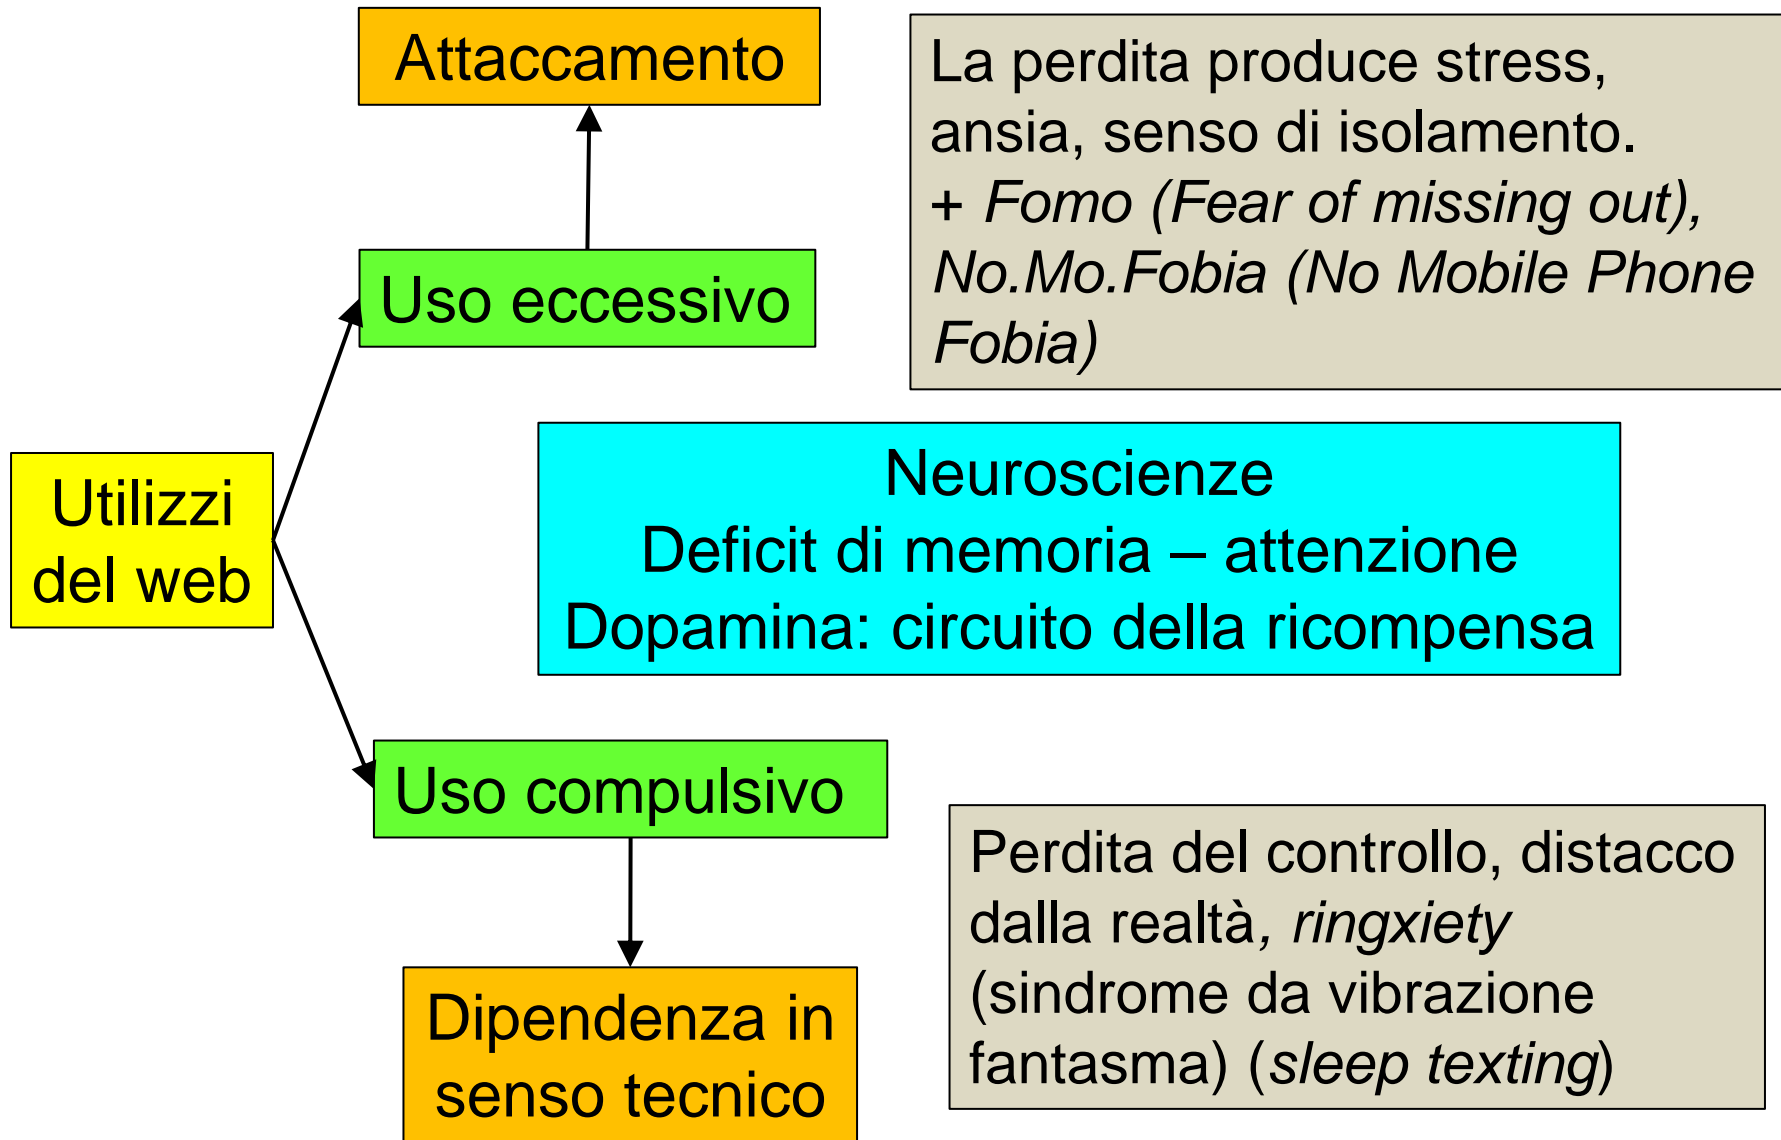 Attaccamento
La perdita produce stress,
ansia, senso di isolamento.
+ Fomo (Fear of missing out),
No.Mo.Fobia (No Mobile Phone
Fobia)
Uso eccessivo
Utilizzi
del web
Neuroscienze
Deficit di memoria – attenzione
Dopamina: circuito della ricompensa
Uso compulsivo
Perdita del controllo, distacco
dalla realtà, ringxiety
(sindrome da vibrazione
fantasma) (sleep texting)
Dipendenza in
senso tecnico